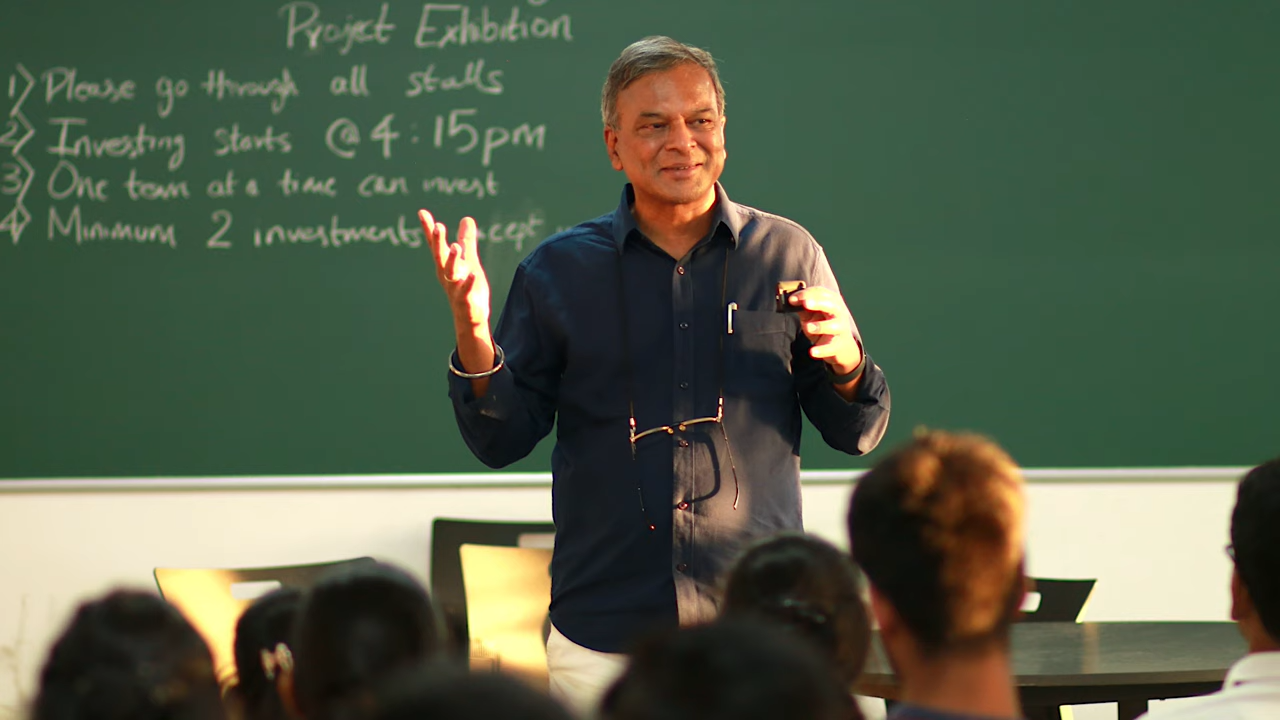 Project Exhibition
1) Please go through all stalls
2) Investing starts @ 4:15pm
3) One team at a time can invest
4) Minimum 2 investments